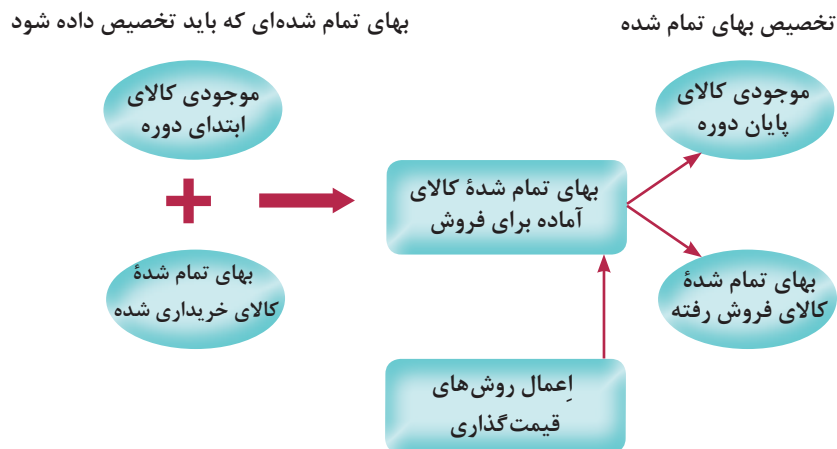 تخصیص بهای تمام شده
بهای تمام شده‌ای که باید تخصیص داده شود
موجودی کالای
پایان دوره
موجودی کالای
ابتدای دوره
بهای تمام شدهٔ کالای
آماده برای فروش
+
بهای تمام شدهٔ
کالای فروش رفته
بهای تمام شدهٔ
کالای خریداری شده
اِعمال روش‌های
قیمت‌گذاری